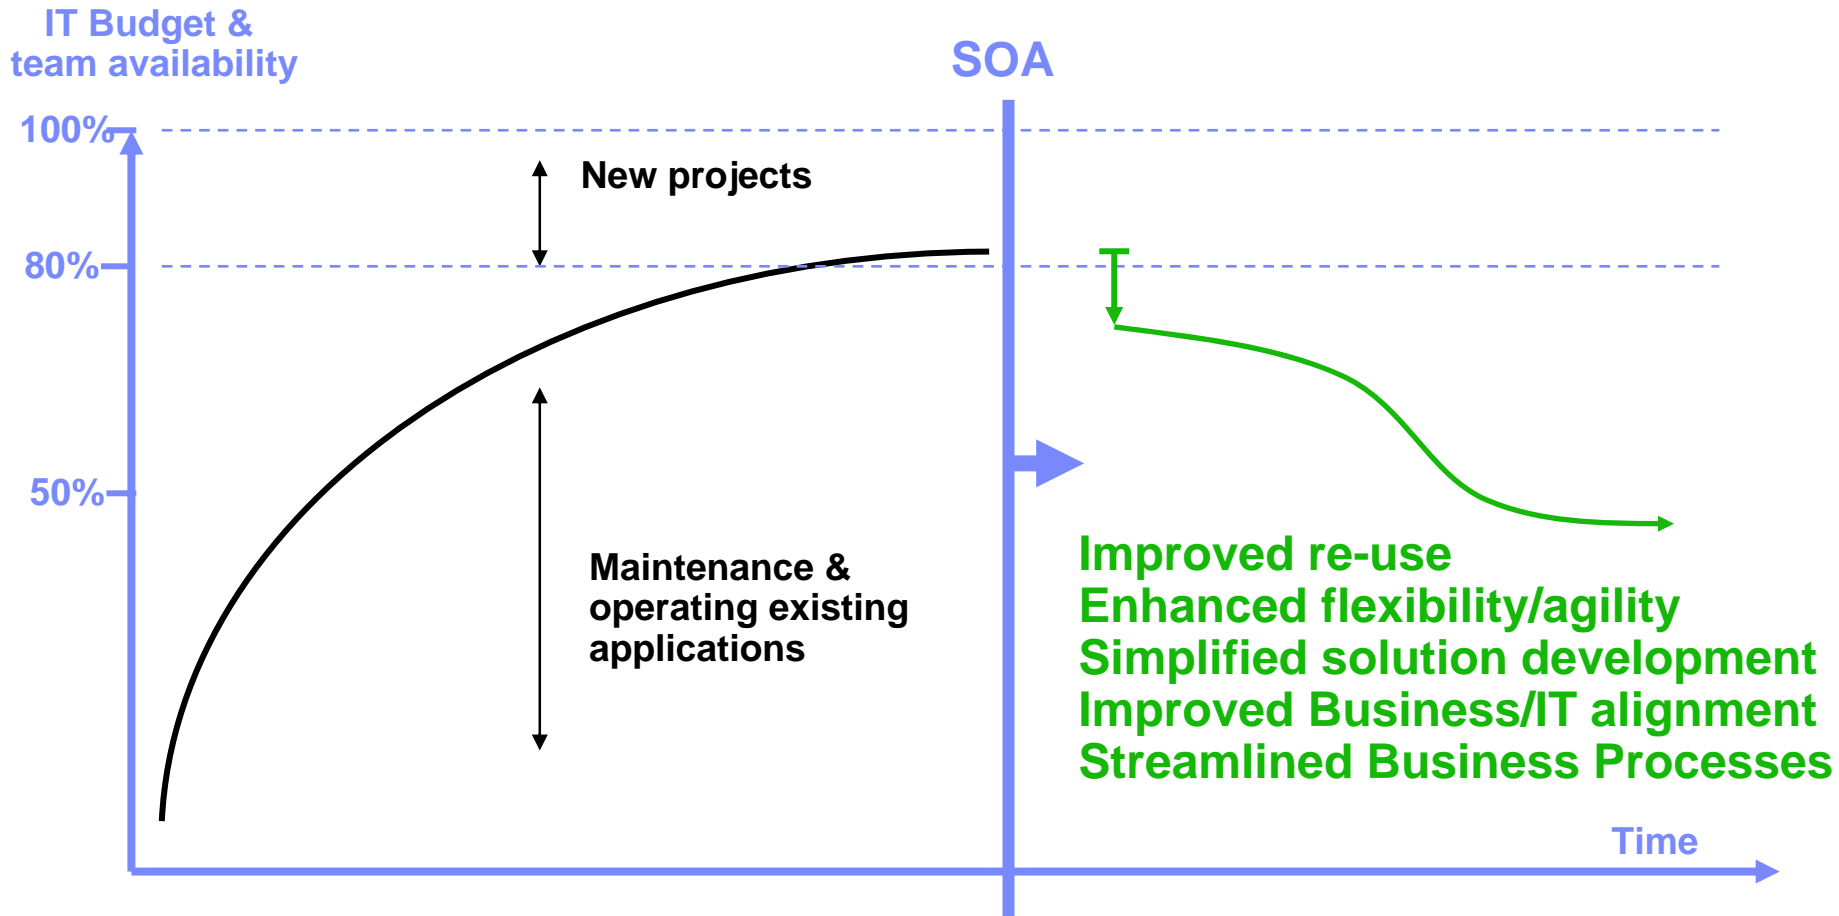 IT Budget &
team availability
SOA
100%
New projects
80%
50%
Maintenance &
operating existing
applications
Improved re-use
Enhanced flexibility/agility
Simplified solution development
Improved Business/IT alignment
Streamlined Business Processes
Time